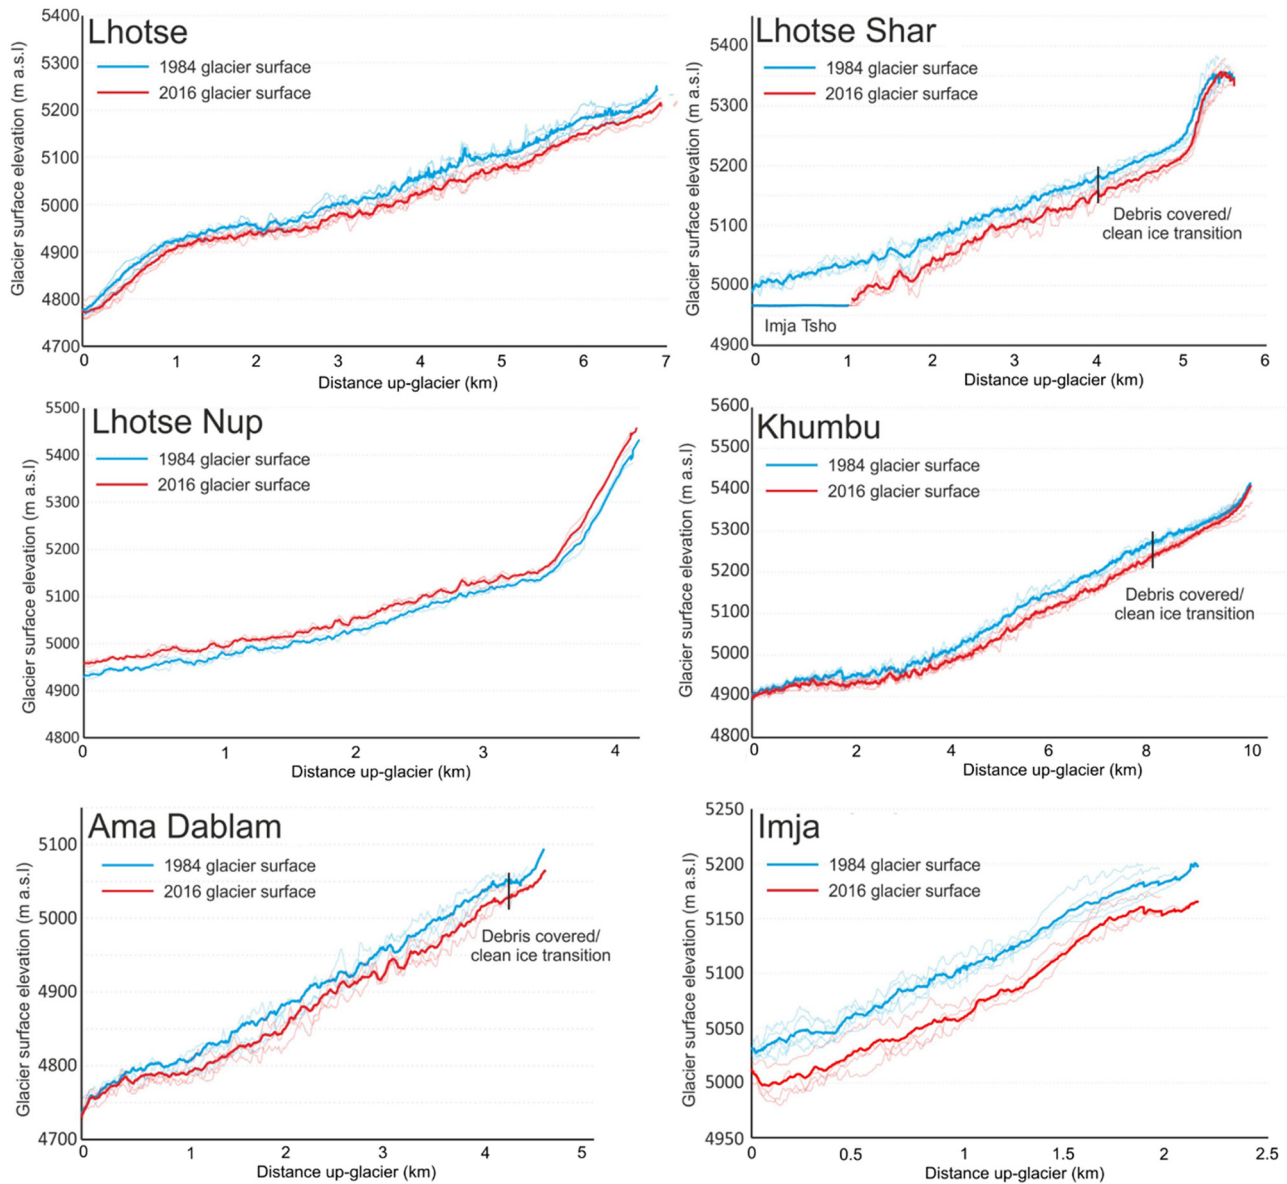 Lhotse
1984 glacier surface
2016 glacier surface
Glacier surface elevation (m a.s.l)
5400
5300
5200
5100
5000
4900
4800
4700
0 1 2 3 4 5 6 7
Distance up-glacier (km)
Lhotse Shar
1984 glacier surface
2016 glacier surface
Glacier surface elevation (m a.s.l)
5400
5300
5200
5100
5000
4900
Debris covered/
clean ice transition
Imja Tsho
0 1 2 3 4 5 6
Distance up-glacier (km)
Lhotse Nup
1984 glacier surface
2016 glacier surface
Glacier surface elevation (m a.s.l)
5500
5400
5300
5200
5100
5000
4900
4800
0 1 2 3 4
Distance up-glacier (km)
Khumbu
1984 glacier surface
2016 glacier surface
Glacier surface elevation (m a.s.l)
5600
5500
5400
5300
5200
5100
5000
4900
4800
Debris covered/
clean ice transition
0 2 4 6 8 10
Distance up-glacier (km)
Ama Dablam
1984 glacier surface
2016 glacier surface
Glacier surface elevation (m a.s.l)
5100
5000
4900
4800
4700
Debris covered/
clean ice transition
0 1 2 3 4 5
Distance up-glacier (km)
Imja
1984 glacier surface
2016 glacier surface
Glacier surface elevation (m a.s.l)
5250
5200
5150
5100
5050
5000
4950
0 0.5 1 1.5 2 2.5
Distance up-glacier (km)